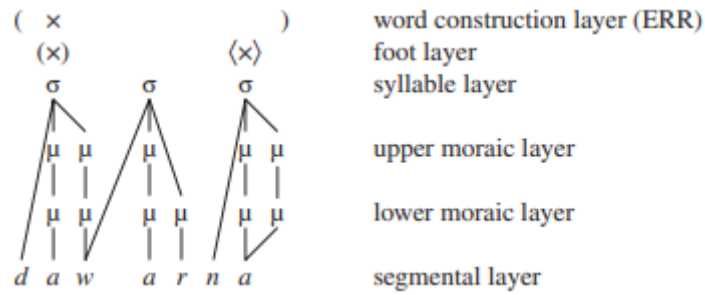 ( × ) word construction layer (ERR)
(×) ⟨×⟩ foot layer
σ σ σ syllable layer
μ μ μ μ μ upper moraic layer
μ μ μ μ μ μ lower moraic layer
d a w a r n a segmental layer